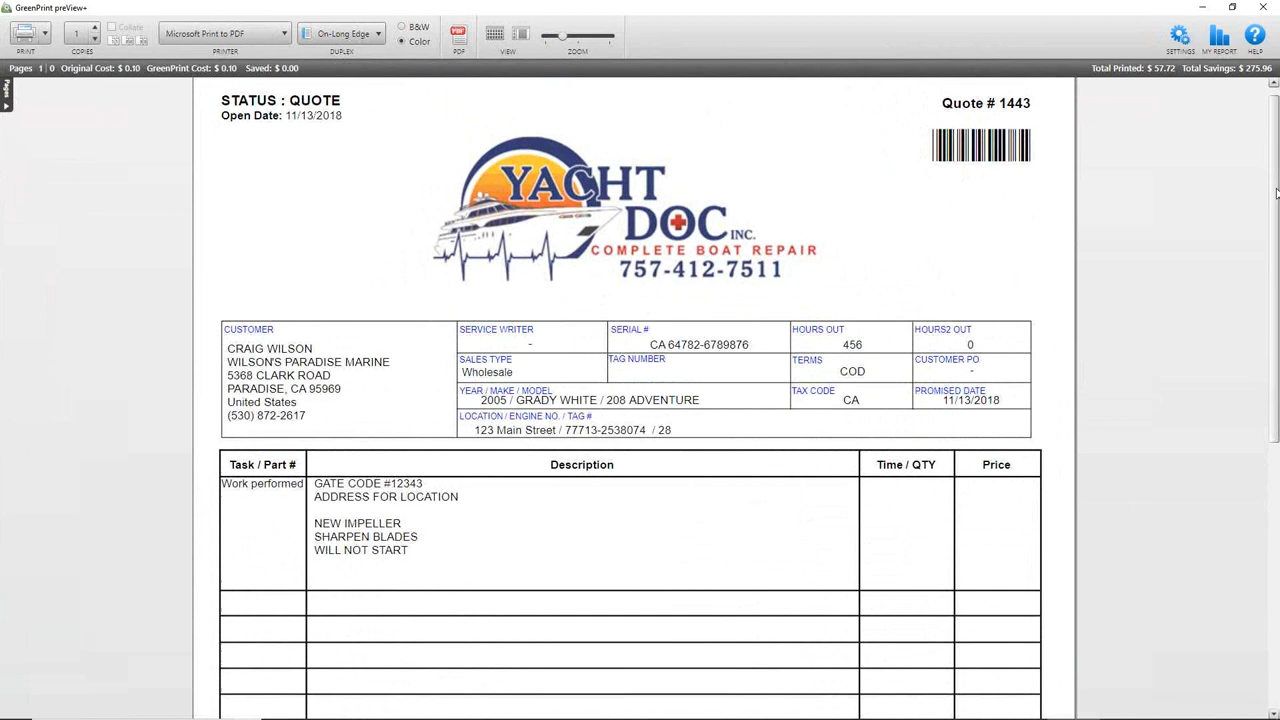 GreenPrint preView+
1
Collate
Microsoft Print to PDF
On-Long Edge
B&W
Color
PDF
PRINT
COPIES
PRINTER
DUPLEX
PDF
VIEW
ZOOM
SETTINGS
MY REPORT
HELP
Pages 1 | 0 Original Cost: $ 0.10 GreenPrint Cost: $ 0.10 Saved: $ 0.00
Total Printed: $ 57.72 Total Savings: $ 275.96
Pages
STATUS : QUOTE
Quote # 1443
Open Date: 11/13/2018
YACHT
DOC INC.
COMPLETE BOAT REPAIR
757-412-7511
CUSTOMER
CRAIG WILSON
WILSON'S PARADISE MARINE
5368 CLARK ROAD
PARADISE, CA 95969
United States
(530) 872-2617
SERVICE WRITER
-
SERIAL #
CA 64782-6789876
HOURS OUT
456
HOURS2 OUT
0
SALES TYPE
Wholesale
TAG NUMBER
TERMS
COD
CUSTOMER PO
-
YEAR / MAKE / MODEL
2005 / GRADY WHITE / 208 ADVENTURE
TAX CODE
CA
PROMISED DATE
11/13/2018
LOCATION / ENGINE NO. / TAG #
123 Main Street / 77713-2538074 / 28
Task / Part # Description Time / QTY Price
Work performed GATE CODE #12343
ADDRESS FOR LOCATION
NEW IMPELLER
SHARPEN BLADES
WILL NOT START